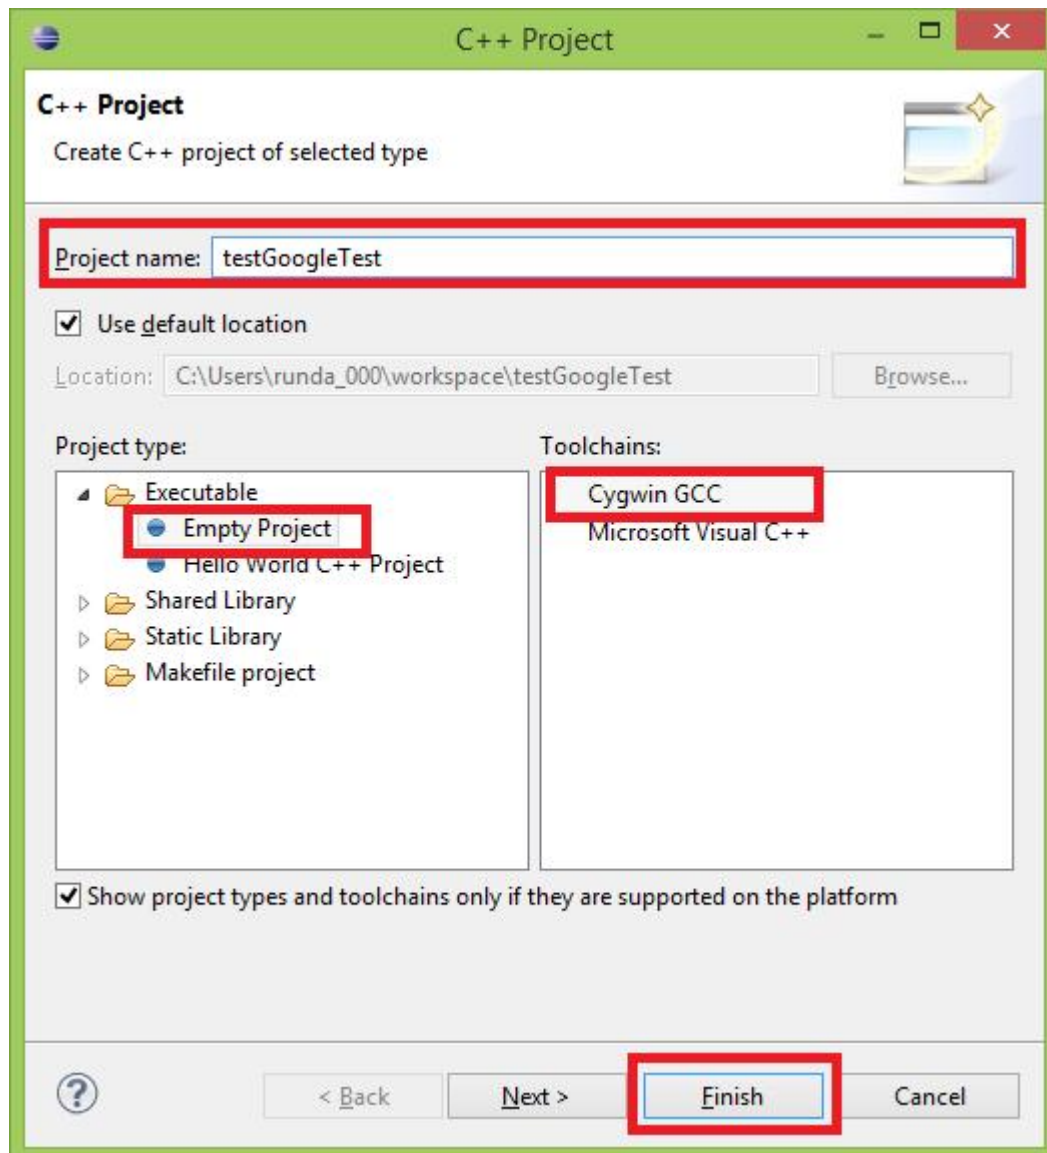 C++ Project
C++ Project
Create C++ project of selected type
Project name: testGoogleTest
Use default location
Location: C:\Users\runda_000\workspace\testGoogleTest Browse...
Project type: Toolchains:
Executable Cygwin GCC
Empty Project Microsoft Visual C++
Hello World C++ Project
Shared Library
Static Library
Makefile project
Show project types and toolchains only if they are supported on the platform
? < Back Next > Finish Cancel